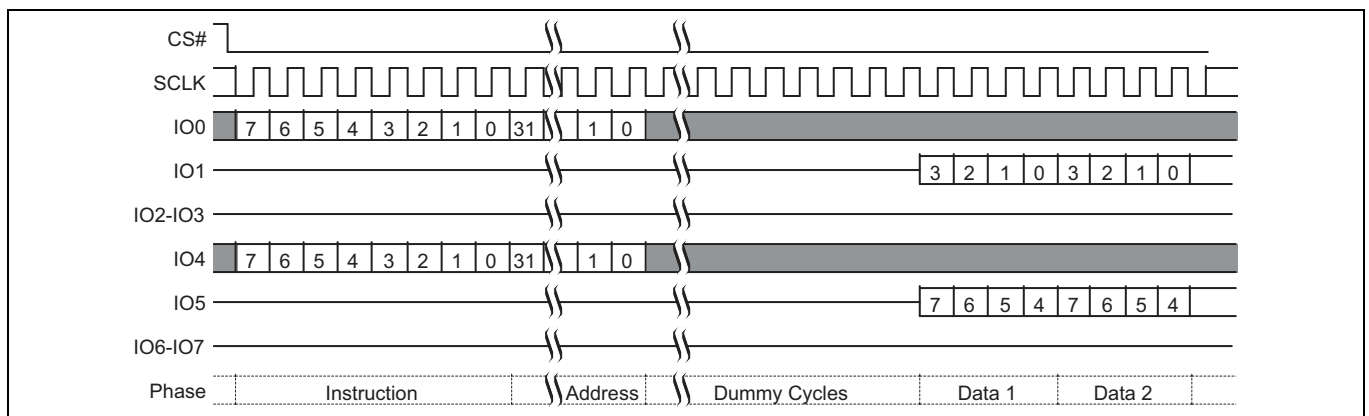 CS#
SCLK
IO0 7 6 5 4 3 2 1 0 31 1 0
IO1 3 2 1 0 3 2 1 0
IO2-IO3
IO4 7 6 5 4 3 2 1 0 31 1 0
IO5 7 6 5 4 7 6 5 4
IO6-IO7
Phase Instruction Address Dummy Cycles Data 1 Data 2